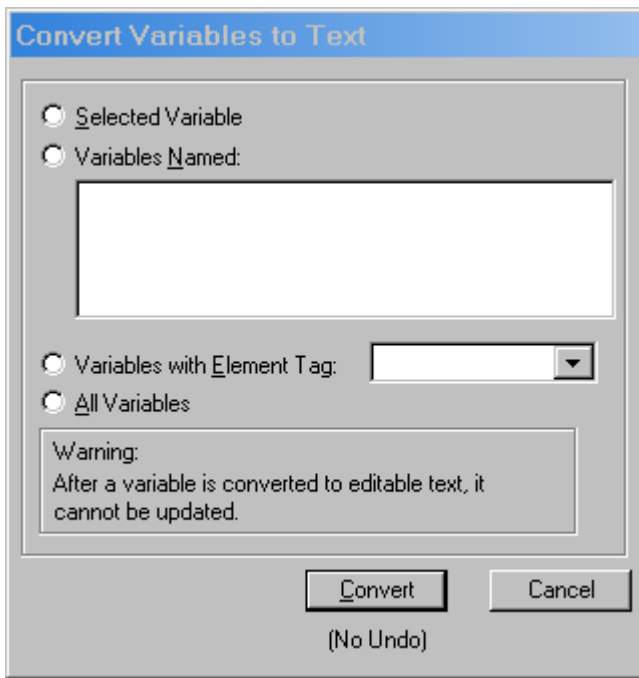 Convert Variables to Text
Selected Variable
Variables Named:
Variables with Element Tag:
All Variables
Warning:
After a variable is converted to editable text, it
cannot be updated.
Convert Cancel
(No Undo)